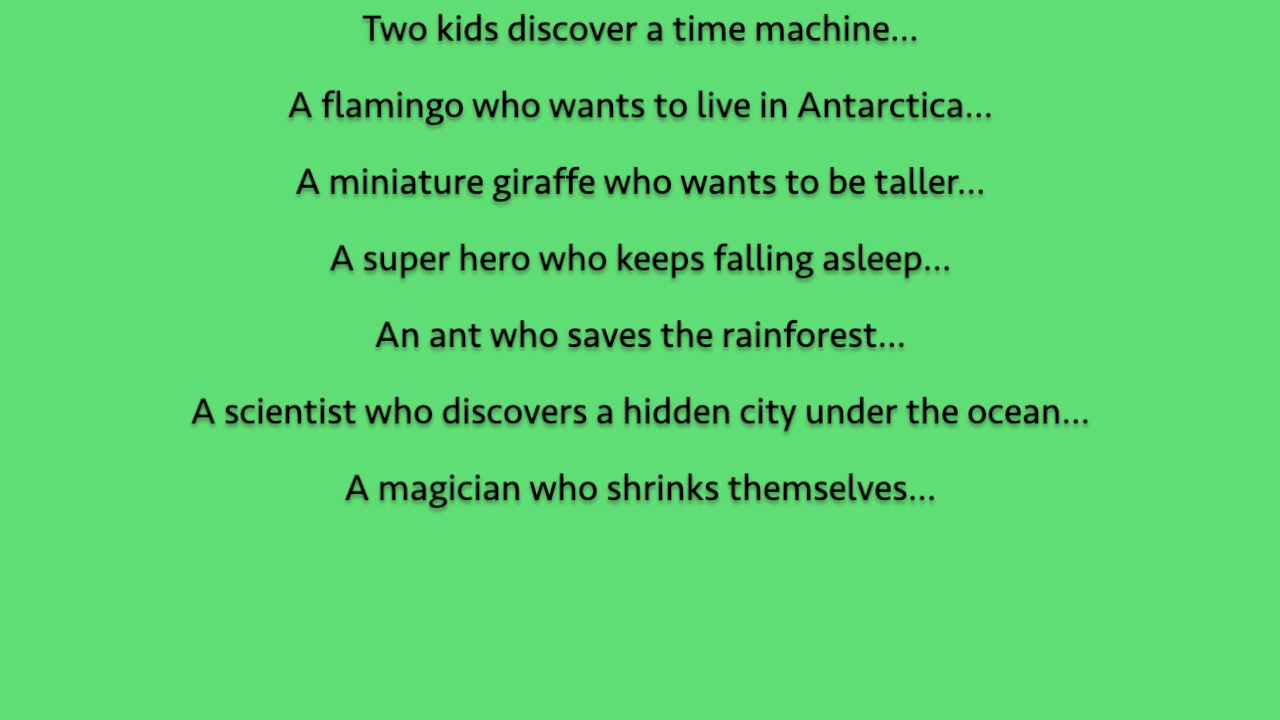 Two kids discover a time machine...
A flamingo who wants to live in Antarctica...
A miniature giraffe who wants to be taller...
A super hero who keeps falling asleep...
An ant who saves the rainforest...
A scientist who discovers a hidden city under the ocean...
A magician who shrinks themselves...